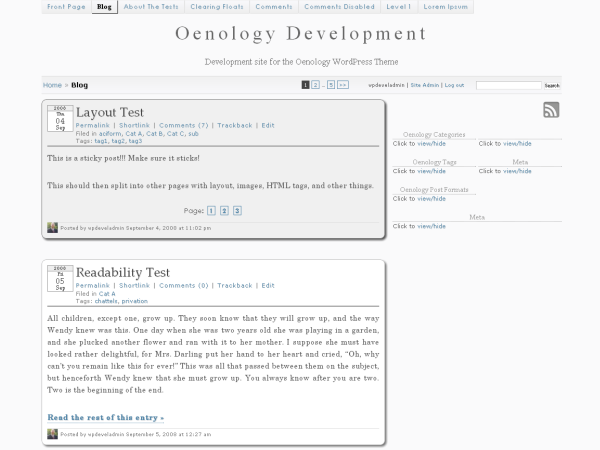 Front Page Blog About The Tests Clearing Floats Comments Comments Disabled Level 1 Lorem Ipsum
Oenology Development
Development site for the Oenology WordPress Theme
Home » Blog 1 2 .. 5 >> wpdeveladmin | Site Admin | Log out Search
2008
Thu
04
Sep
Layout Test
Permalink | Shortlink | Comments (7) | Trackback | Edit
Filed in aciform, Cat A, Cat B, Cat C, sub
Tags: tag1, tag2, tag3
This is a sticky post!!! Make sure it sticks!
This should then split into other pages with layout, images, HTML tags, and other things.
Page: 1 2 3
Posted by wpdeveladmin September 4, 2008 at 11:02 pm
2008
Fri
05
Sep
Readability Test
Permalink | Shortlink | Comments (0) | Trackback | Edit
Filed in Cat A
Tags: chattels, privation
All children, except one, grow up. They soon know that they will grow up, and the way
Wendy knew was this. One day when she was two years old she was playing in a garden,
and she plucked another flower and ran with it to her mother. I suppose she must have
looked rather delightful, for Mrs. Darling put her hand to her heart and cried, “Oh, why
can't you remain like this for ever!” This was all that passed between them on the subject,
but henceforth Wendy knew that she must grow up. You always know after you are two.
Two is the beginning of the end.
Read the rest of this entry »
Posted by wpdeveladmin September 5, 2008 at 12:27 am
Oenology Categories
Click to view/hide Click to view/hide
Oenology Tags Meta
Click to view/hide Click to view/hide
Oenology Post Formats
Click to view/hide
Meta
Click to view/hide